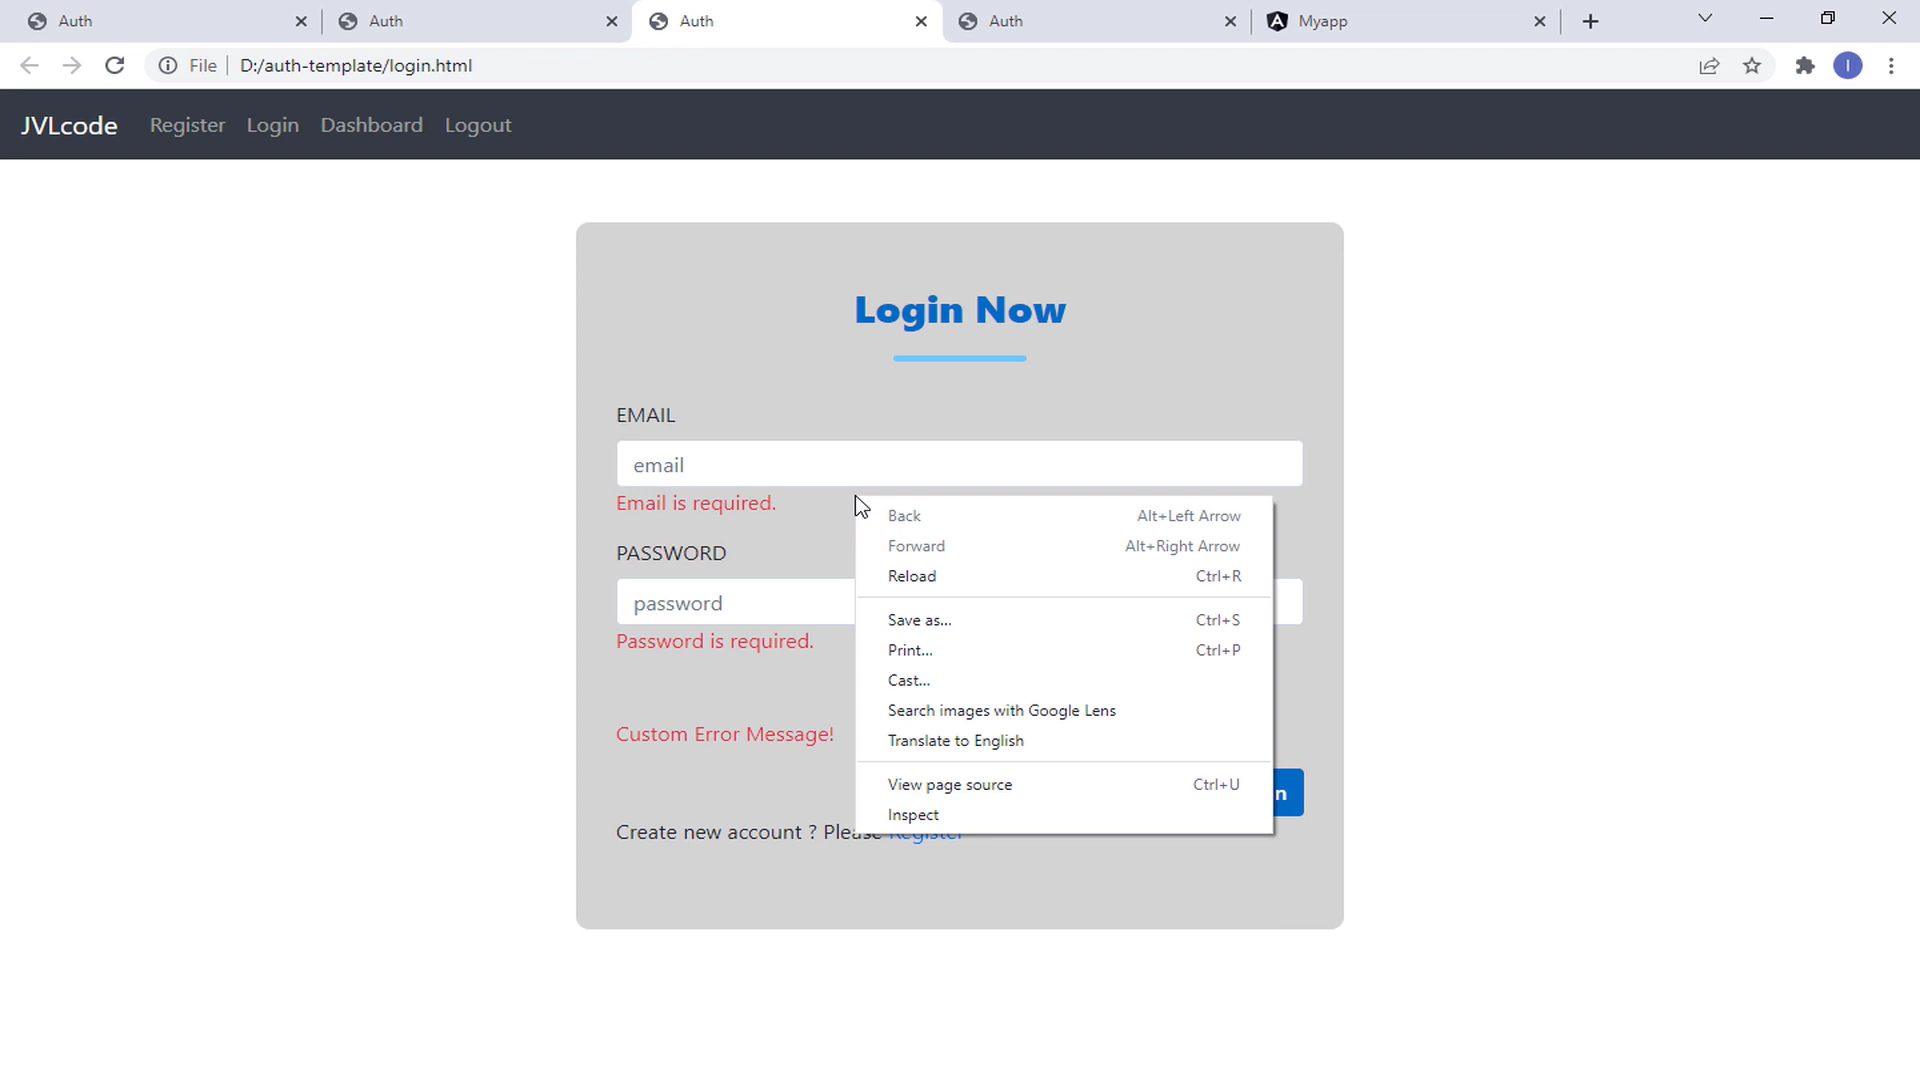 Auth Auth Auth Auth Myapp
File D:/auth-template/login.html I
JVLcode Register Login Dashboard Logout
Login Now
EMAIL
email
Email is required.
PASSWORD
password
Password is required.
Custom Error Message!
n
Create new account ? Please Register
Back Alt+Left Arrow
Forward Alt+Right Arrow
Reload Ctrl+R
Save as... Ctrl+S
Print... Ctrl+P
Cast...
Search images with Google Lens
Translate to English
View page source Ctrl+U
Inspect